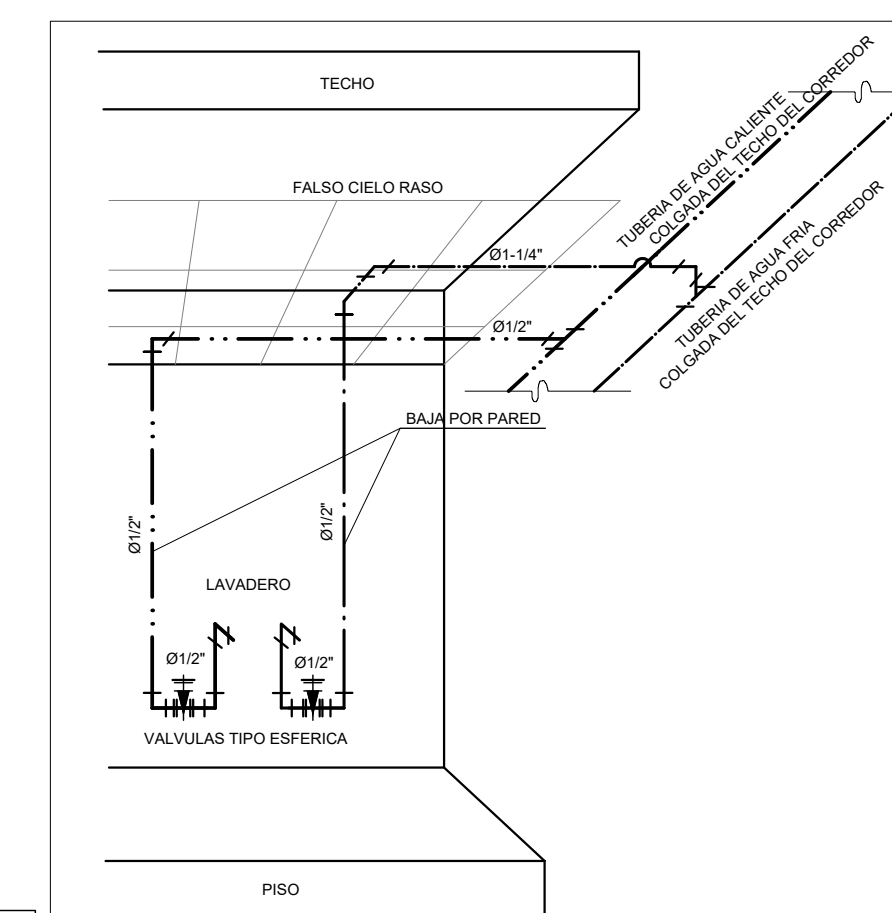 TECHO
FALSO CIELO RASO
TUBERIA DE AGUA CALIENTE
COLGADA DEL TECHO DEL CORREDOR
TUBERIA DE AGUA FRIA
COLGADA DEL TECHO DEL CORREDOR
Ø1-1/4"
Ø1/2"
BAJA POR PARED
Ø1/2"
Ø1/2"
LAVADERO
Ø1/2"
Ø1/2"
VALVULAS TIPO ESFERICA
PISO